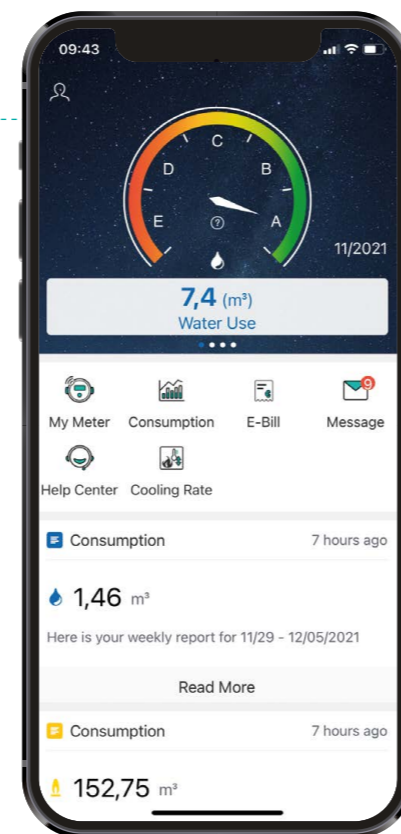 09:43
C
D
B
E
?
A
11/2021
7,4 (m³)
Water Use
9
My Meter
Consumption
E-Bill
Message
Help Center
Cooling Rate
Consumption
7 hours ago
1,46 m³
Here is your weekly report for 11/29 - 12/05/2021
Read More
Consumption
7 hours ago
152,75 m³